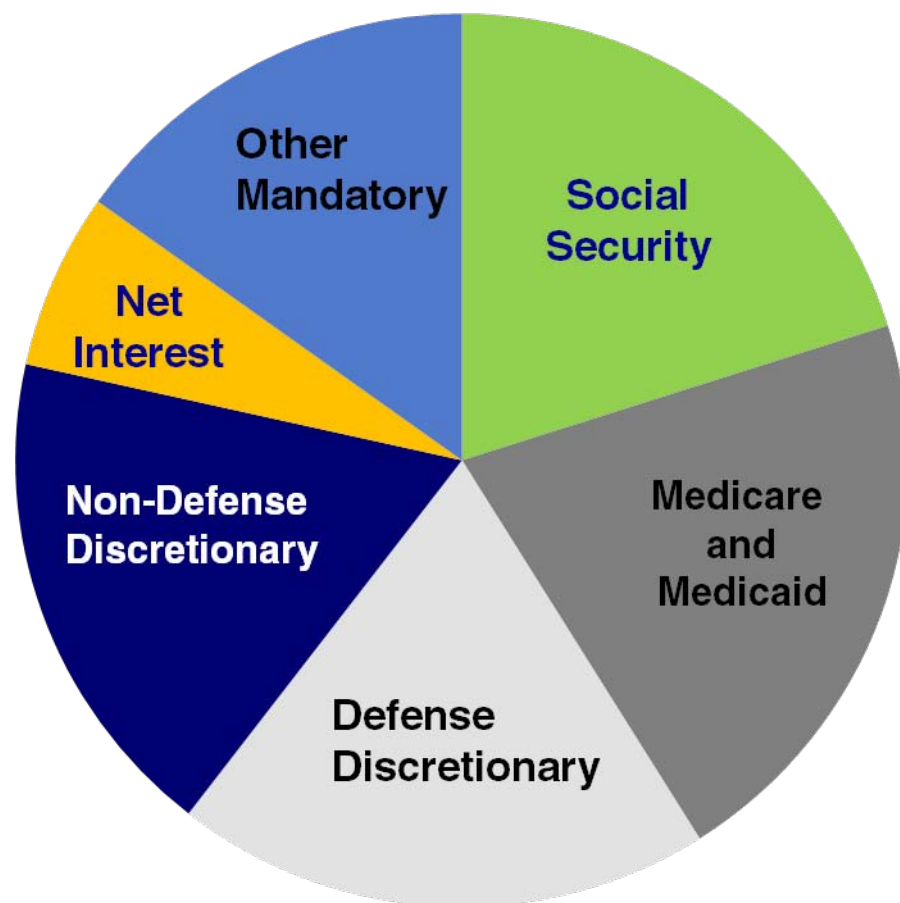 Other
Mandatory
Social
Security
Net
Interest
Medicare
and
Medicaid
Non-Defense
Discretionary
Defense
Discretionary